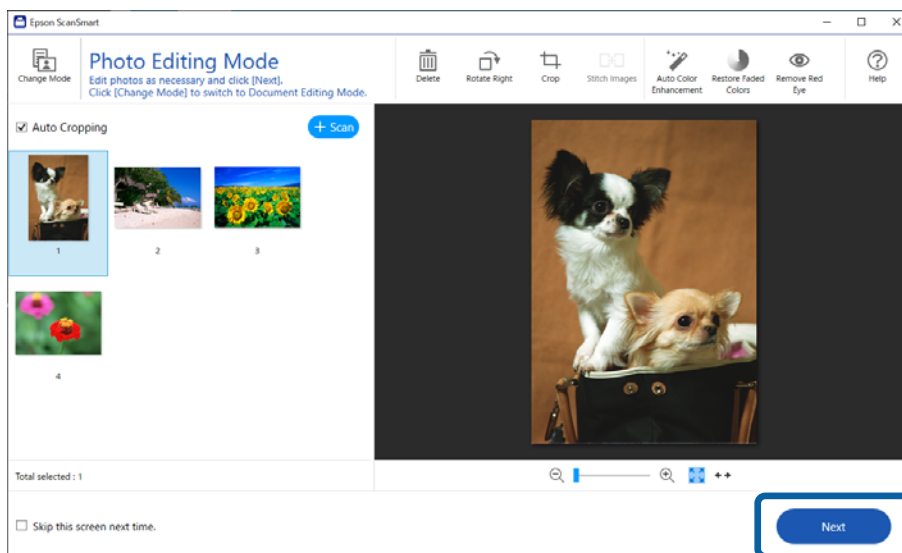 Epson ScanSmart
Change Mode
Photo Editing Mode
Edit photos as necessary and click [Next].
Click [Change Mode] to switch to Document Editing Mode.
Delete
Rotate Right
Crop
Stitch Images
Auto Color
Enhancement
Restore Faded
Colors
Remove Red
Eye
Help
Auto Cropping
+ Scan
1
2
3
4
Total selected : 1
Skip this screen next time.
Next